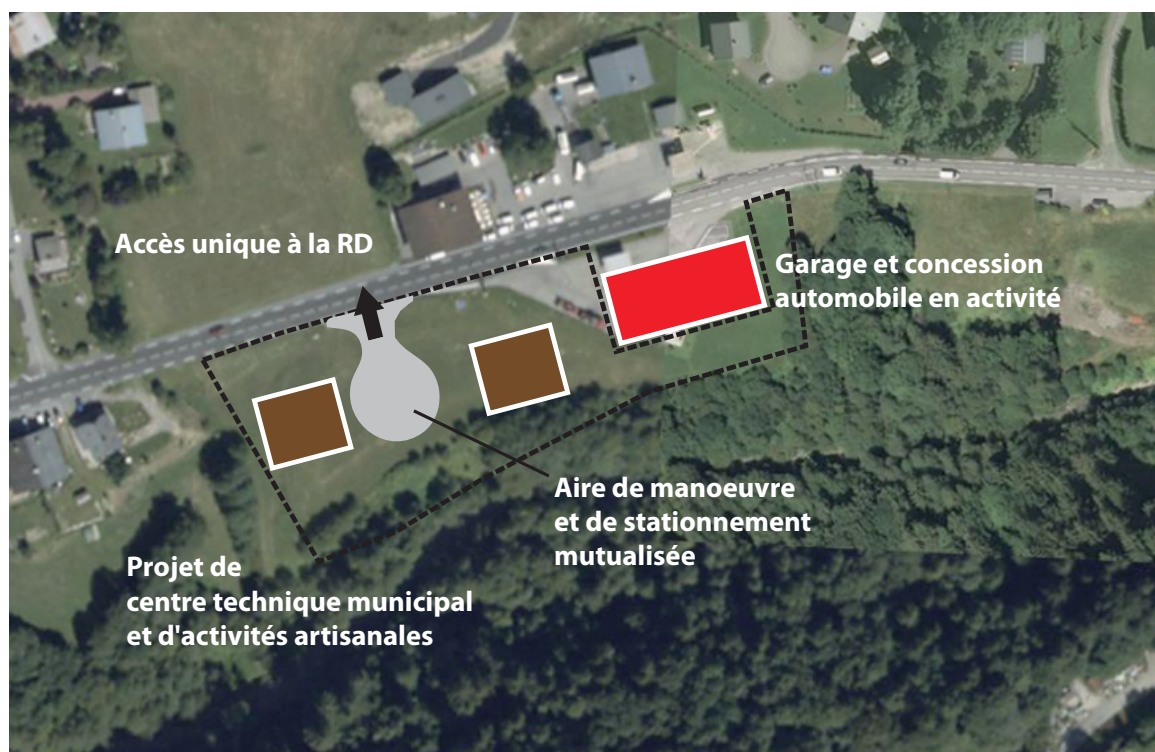 Accès unique à la RD
Garage et concession
automobile en activité
Aire de manoeuvre
et de stationnement
mutualisée
Projet de
centre technique municipal
et d'activités artisanales